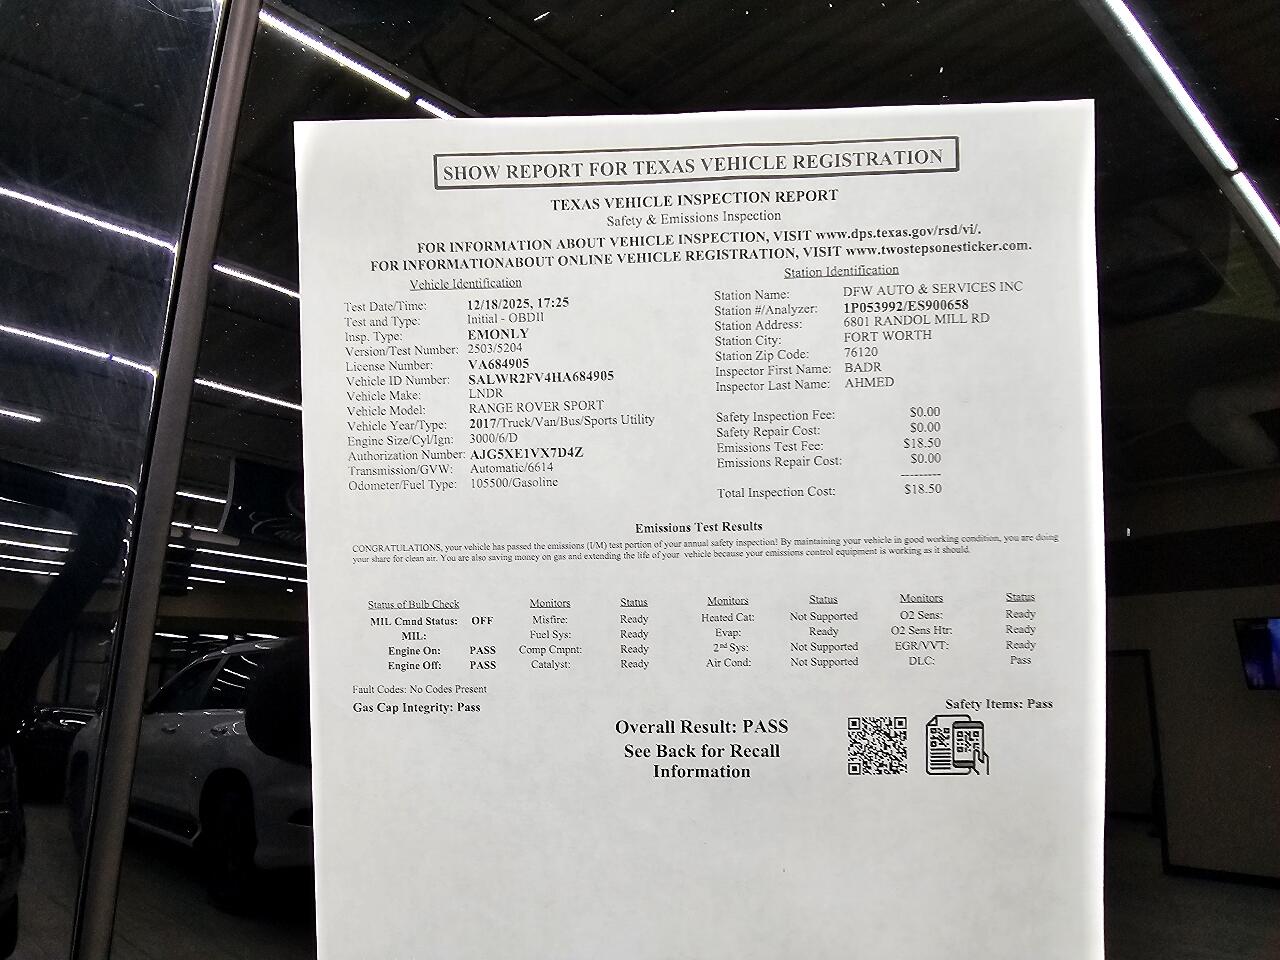 SHOW REPORT FOR TEXAS VEHICLE REGISTRATION
TEXAS VEHICLE INSPECTION REPORT
Safety & Emissions Inspection
FOR INFORMATION ABOUT VEHICLE INSPECTION, VISIT www.dps.texas.gov/rsd/vi/.
FOR INFORMATIONABOUT ONLINE VEHICLE REGISTRATION, VISIT www.twostepsonesticker.com.
Vehicle Identification
Test Date/Time: 12/18/2025, 17:25
Test and Type: Initial - OBDII
Insp. Type: EMONLY
Version/Test Number: 2503/5204
License Number: VA684905
Vehicle ID Number: SALWR2FV4HA684905
Vehicle Make: LNDR
Vehicle Model: RANGE ROVER SPORT
Vehicle Year/Type: 2017/Truck/Van/Bus/Sports Utility
Engine Size/Cyl/Ign: 3000/6/D
Authorization Number: AJG5XE1VX7D4Z
Transmission/GVW: Automatic/6614
Odometer/Fuel Type: 105500/Gasoline
Station Identification
Station Name: DFW AUTO & SERVICES INC
Station #/Analyzer: 1P053992/ES900658
Station Address: 6801 RANDOL MILL RD
Station City: FORT WORTH
Station Zip Code: 76120
Inspector First Name: BADR
Inspector Last Name: AHMED
Safety Inspection Fee: $0.00
Safety Repair Cost: $0.00
Emissions Test Fee: $18.50
Emissions Repair Cost: $0.00
---------
Total Inspection Cost: $18.50
Emissions Test Results
CONGRATULATIONS, your vehicle has passed the emissions (I/M) test portion of your annual safety inspection! By maintaining your vehicle in good working condition, you are doing
your share for clean air. You are also saving money on gas and extending the life of your vehicle because your emissions control equipment is working as it should.
Status of Bulb Check Monitors Status Monitors Status Monitors Status
MIL Cmnd Status: OFF Misfire: Ready Heated Cat: Not Supported O2 Sens: Ready
MIL: Fuel Sys: Ready Evap: Ready O2 Sens Htr: Ready
Engine On: PASS Comp Cmpnt: Ready 2nd Sys: Not Supported EGR/VVT: Ready
Engine Off: PASS Catalyst: Ready Air Cond: Not Supported DLC: Pass
Fault Codes: No Codes Present
Gas Cap Integrity: Pass Safety Items: Pass
Overall Result: PASS
See Back for Recall
Information